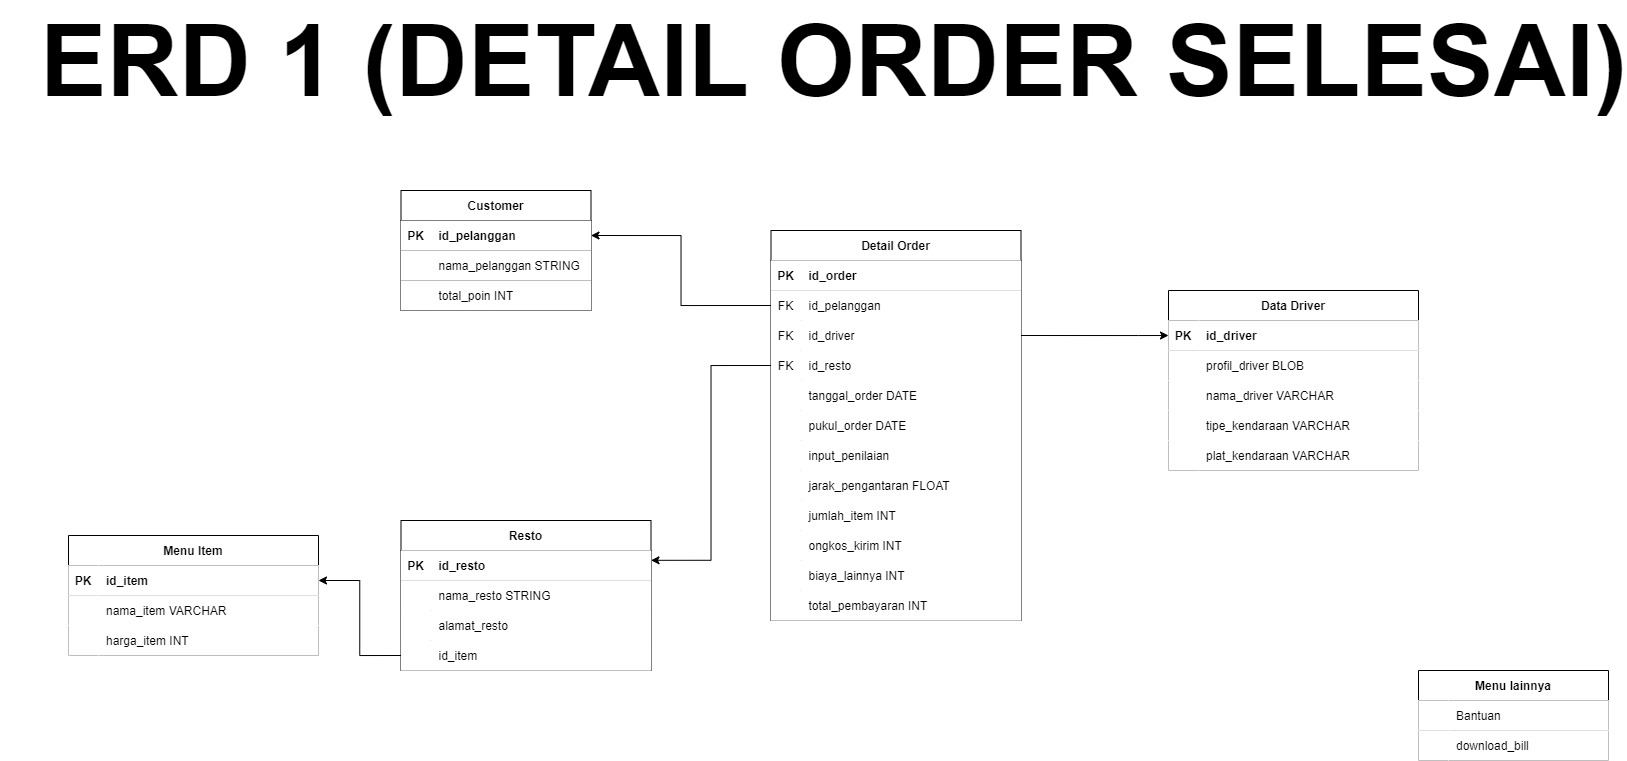 ERD 1 (DETAIL ORDER SELESAI)
Customer
PK id_pelanggan
nama_pelanggan STRING
total_poin INT
Detail Order
PK id_order
FK id_pelanggan
FK id_driver
FK id_resto
tanggal_order DATE
pukul_order DATE
input_penilaian
jarak_pengantaran FLOAT
jumlah_item INT
ongkos_kirim INT
biaya_lainnya INT
total_pembayaran INT
Data Driver
PK id_driver
profil_driver BLOB
nama_driver VARCHAR
tipe_kendaraan VARCHAR
plat_kendaraan VARCHAR
Menu Item
PK id_item
nama_item VARCHAR
harga_item INT
Resto
PK id_resto
nama_resto STRING
alamat_resto
id_item
Menu lainnya
Bantuan
download_bill